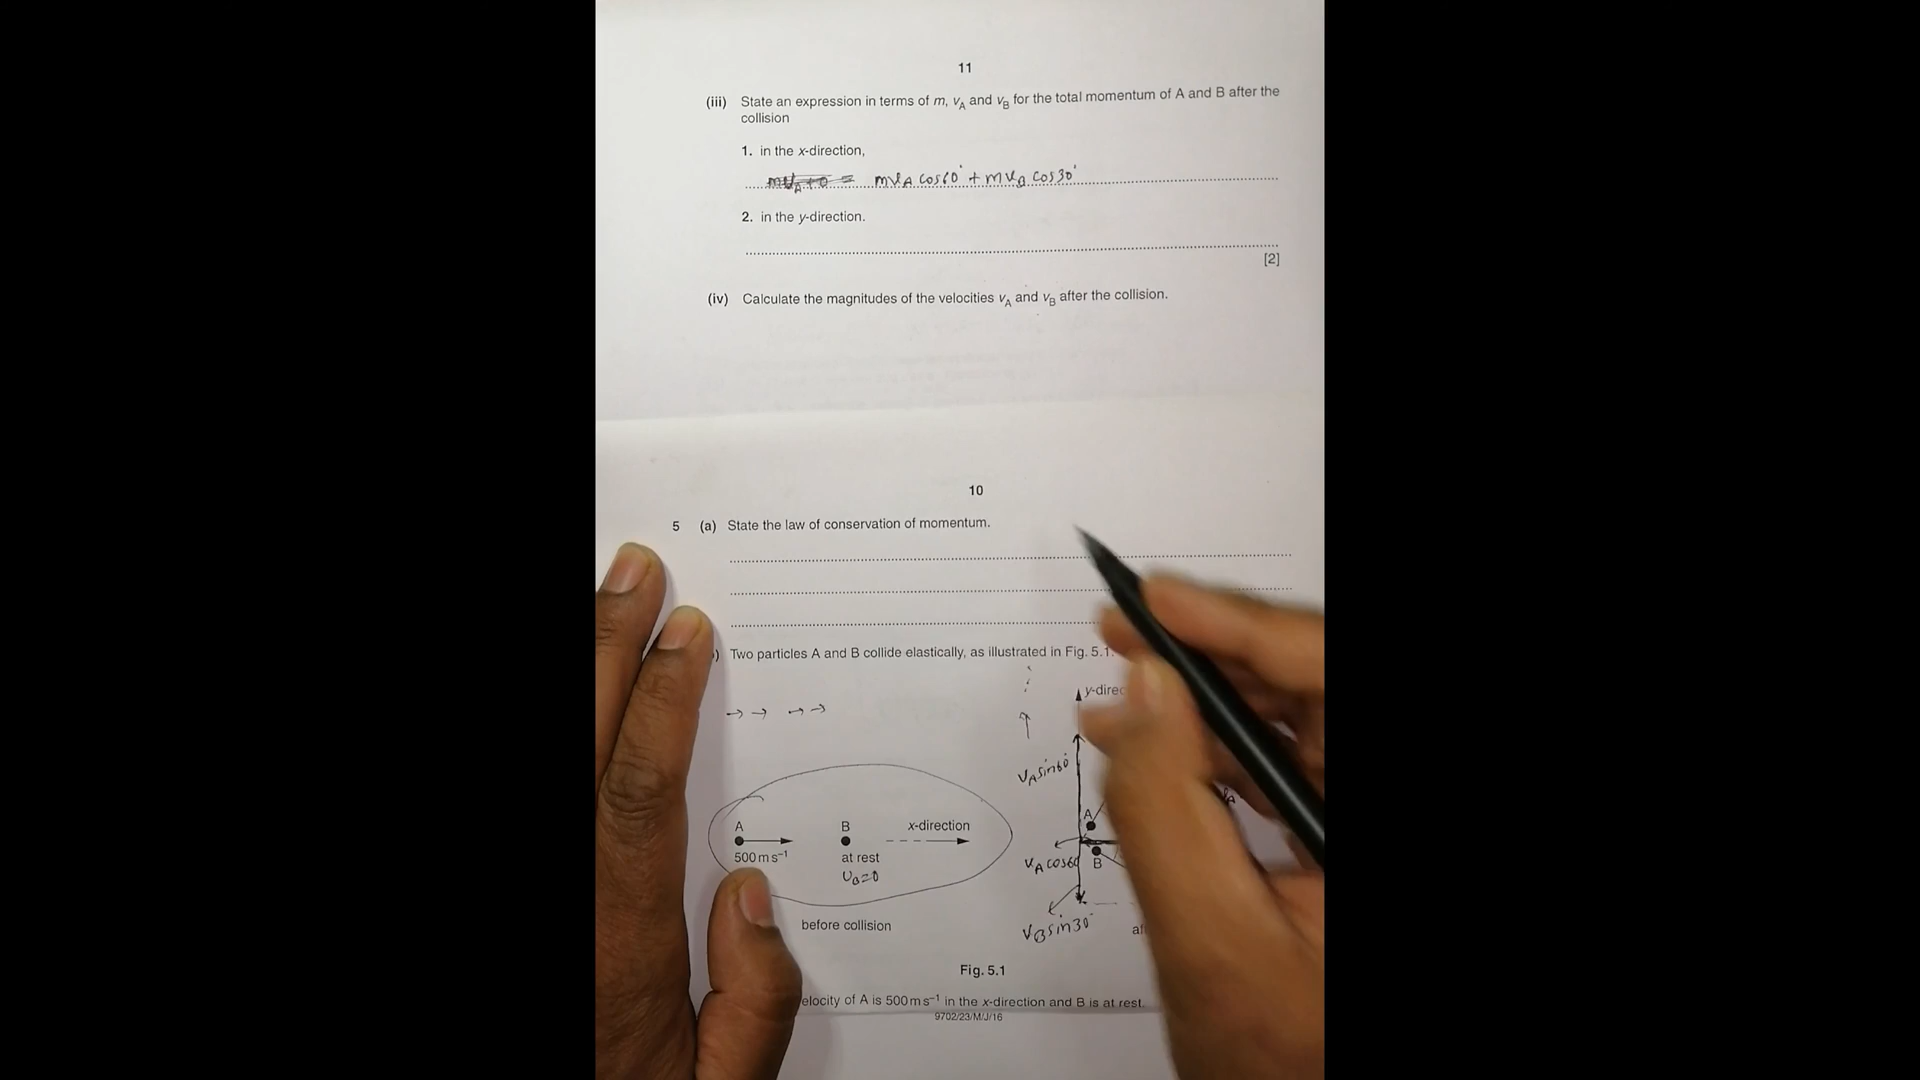 11
(iii) State an expression in terms of m, vA and vB for the total momentum of A and B after the
collision
1. in the x-direction,
mvA cos60° + mvB cos30°
2. in the y-direction.
[2]
(iv) Calculate the magnitudes of the velocities vA and vB after the collision.
10
5 (a) State the law of conservation of momentum.
) Two particles A and B collide elastically, as illustrated in Fig. 5.1.
y-direc
vA sin60°
A
A B x-direction
500 m s⁻¹ at rest
vA cos60 B
UB=0
vB sin30°
before collision
Fig. 5.1
elocity of A is 500 m s⁻¹ in the x-direction and B is at rest.
9702/23/M/J/16